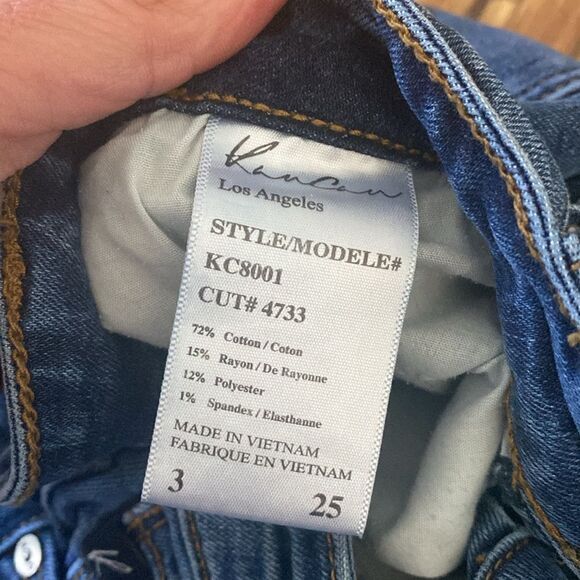 KanCan
Los Angeles
STYLE/MODELE#
KC8001
CUT# 4733
72% Cotton / Coton
15% Rayon / De Rayonne
12% Polyester
1% Spandex / Elasthanne
MADE IN VIETNAM
FABRIQUE EN VIETNAM
3 25